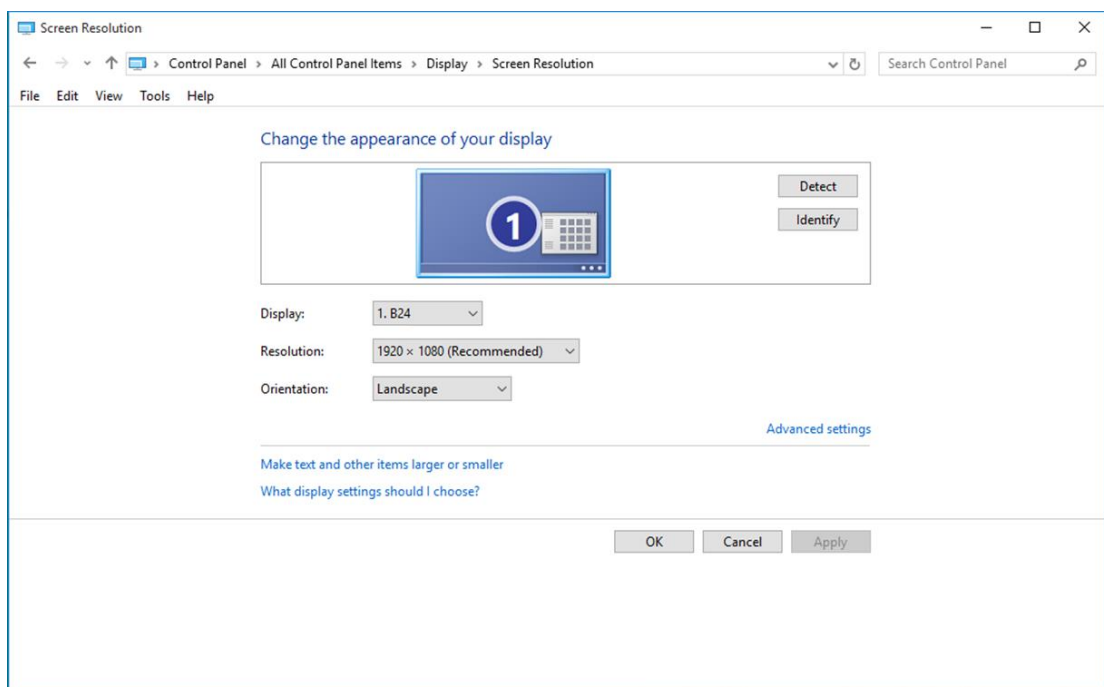 Screen Resolution
Control Panel > All Control Panel Items > Display > Screen Resolution
Search Control Panel
File Edit View Tools Help
Change the appearance of your display
1
Detect
Identify
Display: 1. B24
Resolution: 1920 × 1080 (Recommended)
Orientation: Landscape
Advanced settings
Make text and other items larger or smaller
What display settings should I choose?
OK Cancel Apply